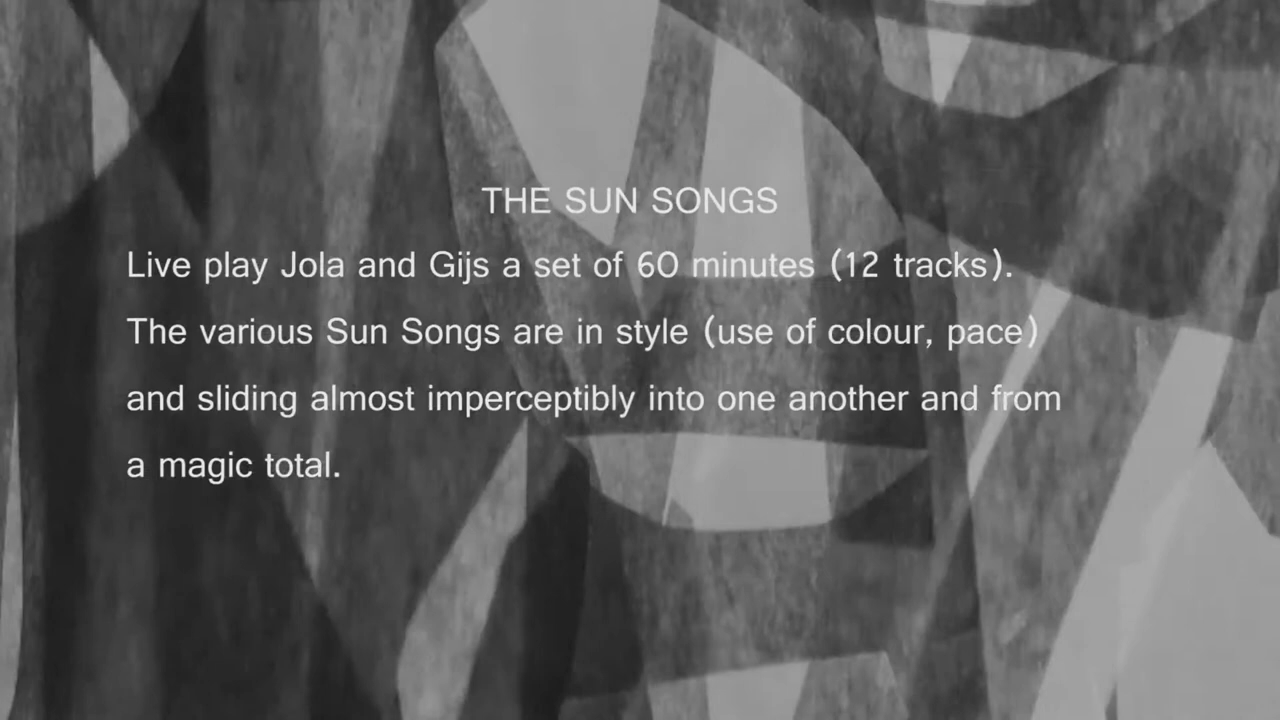 THE SUN SONGS
Live play Jola and Gijs a set of 60 minutes (12 tracks).
The various Sun Songs are in style (use of colour, pace)
and sliding almost imperceptibly into one another and from
a magic total.